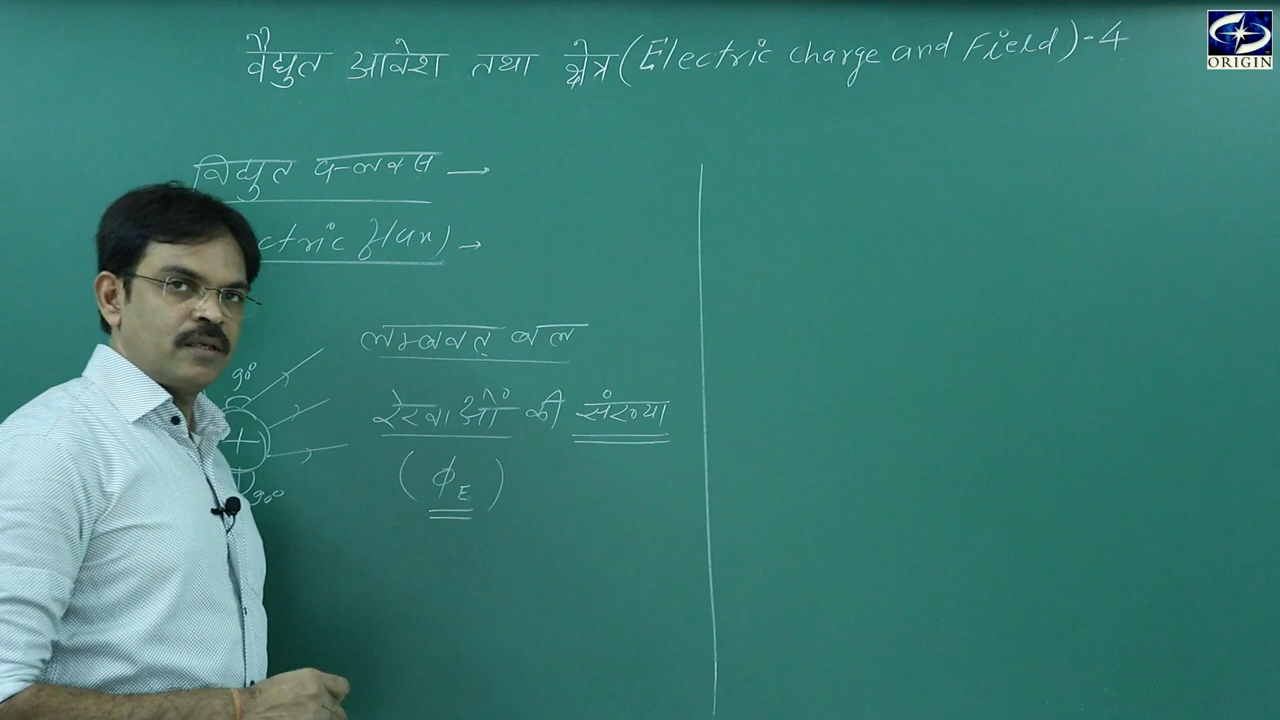 वैद्युत आवेश तथा क्षेत्र (Electric charge and Field) - 4
ORIGIN
विद्युत फ्लक्स →
ctric flux) →
लम्बवत् बल
90°
रेखाओं की संख्या
+
(ϕE)
90°